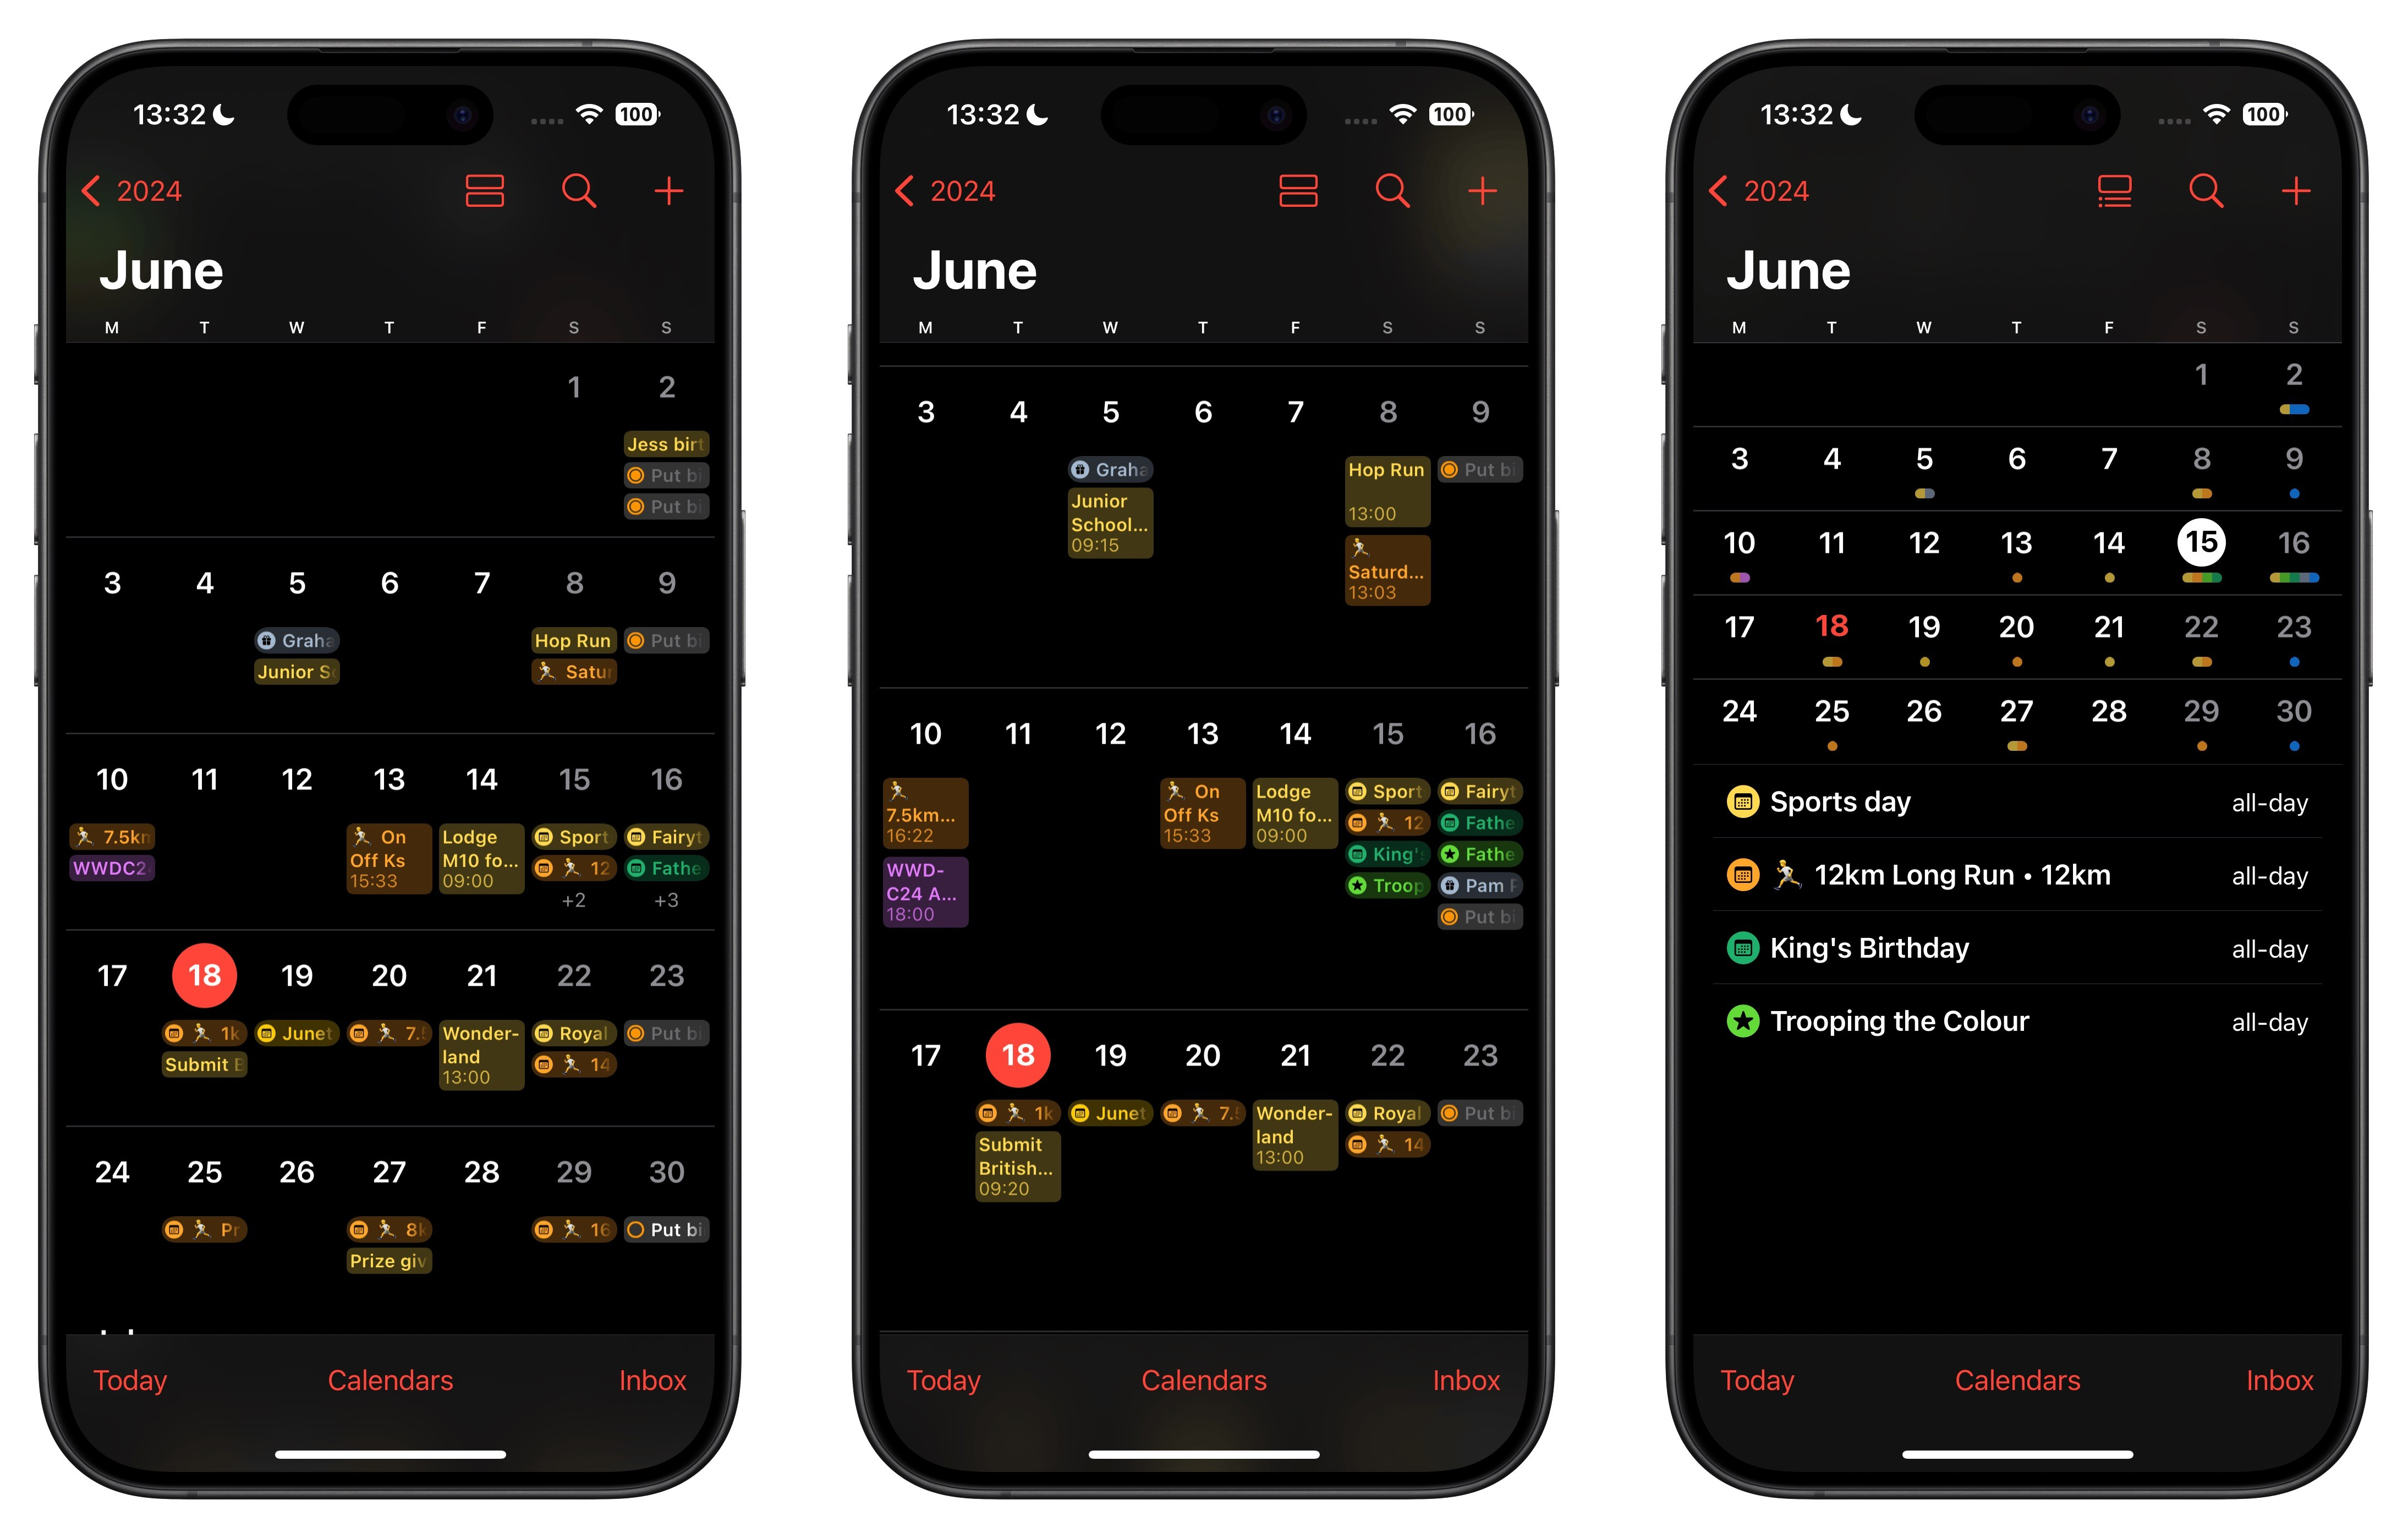 13:32 100
2024
June
M T W T F S S
1 2
Jess birt
Put bi
Put bi
3 4 5 6 7 8 9
Graha Hop Run Put bi
Junior Sc Satur
10 11 12 13 14 15 16
7.5km On Lodge Sport Fairyt
WWDC2 Off Ks M10 fo... 12 Fathe
15:33 09:00 +2 +3
17 18 19 20 21 22 23
1k Junet 7.5 Wonder- Royal Put bi
Submit B land 14
13:00
24 25 26 27 28 29 30
Pr 8k 16 Put bi
Prize giv
Today Calendars Inbox
13:32 100
2024
June
M T W T F S S
3 4 5 6 7 8 9
Graha Hop Run Put bi
Junior
School... 13:00
09:15
Saturd...
13:03
10 11 12 13 14 15 16
On Lodge Sport Fairyt
7.5km... Off Ks M10 fo... 12 Fathe
16:22 15:33 09:00 King's Fathe
WWD- Troop Pam P
C24 A... Put bi
18:00
17 18 19 20 21 22 23
1k Junet 7.5 Wonder- Royal Put bi
Submit land 14
British... 13:00
09:20
Today Calendars Inbox
13:32 100
2024
June
M T W T F S S
1 2
3 4 5 6 7 8 9
10 11 12 13 14 15 16
17 18 19 20 21 22 23
24 25 26 27 28 29 30
Sports day all-day
12km Long Run • 12km all-day
King's Birthday all-day
Trooping the Colour all-day
Today Calendars Inbox